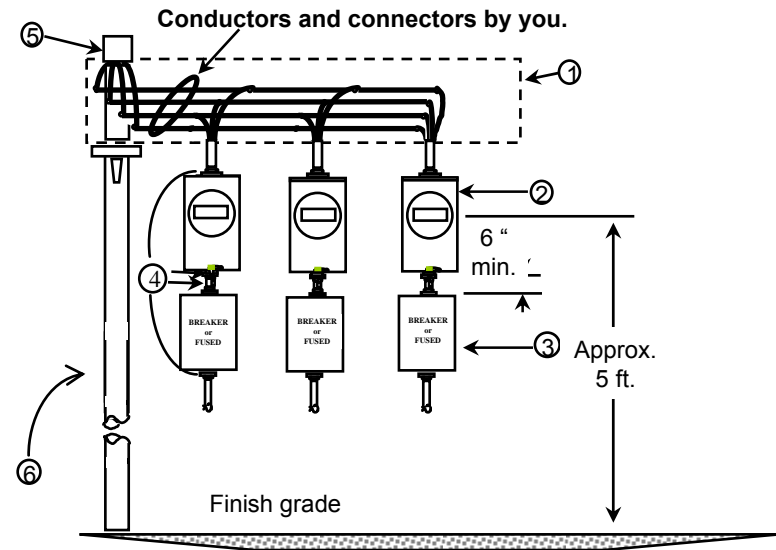 Conductors and connectors by you.
⑤
①
②
6 “
min.
④
BREAKER
or
FUSED
BREAKER
or
FUSED
BREAKER
or
FUSED
③
Approx.
5 ft.
⑥
Finish grade